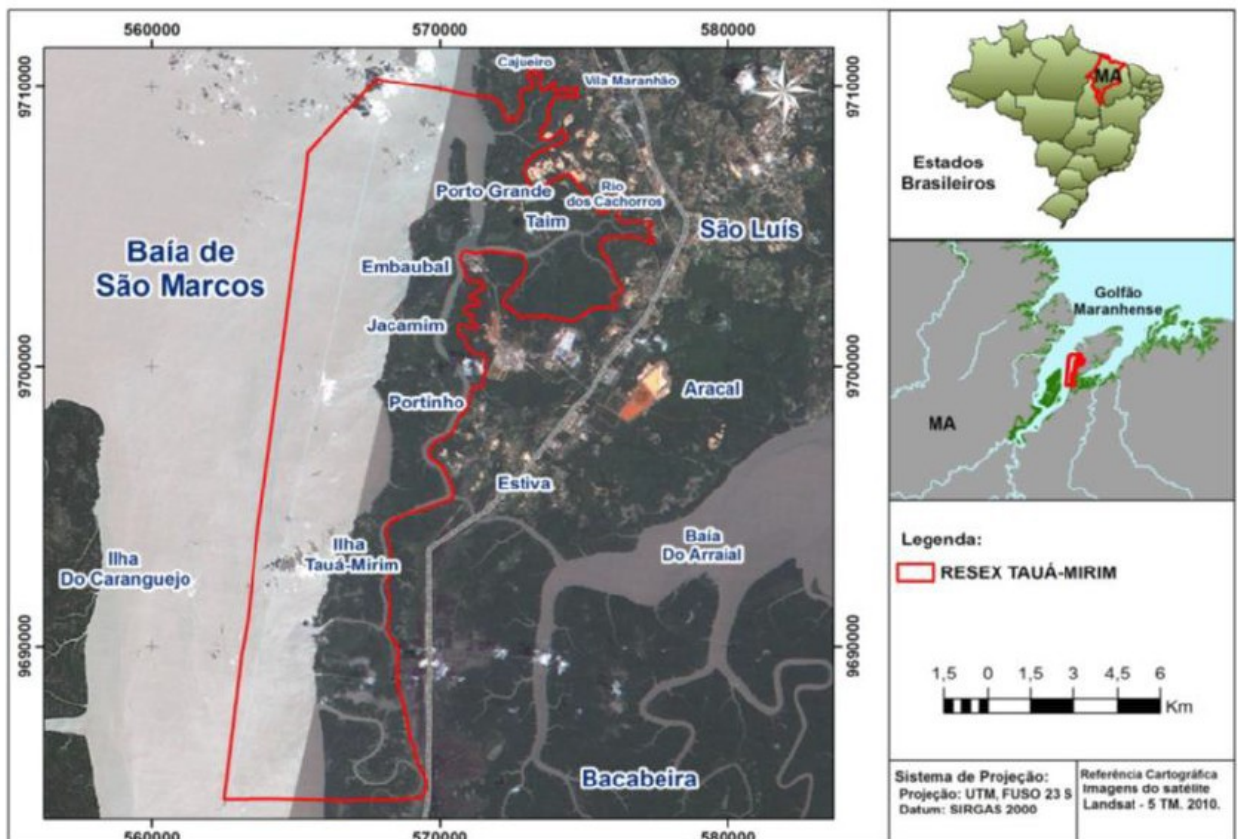 560000
570000
580000
9710000
9700000
9690000
Cajueiro
Vila Maranhão
Porto Grande
Rio
dos Cachorros
Taim
São Luís
Baía de
São Marcos
Embaubal
Jacamim
Portinho
Aracal
Estiva
Baía
Do Arraial
Ilha
Tauá-Mirim
Ilha
Do Caranguejo
Bacabeira
9710000
9700000
9690000
560000
570000
580000
MA
Estados
Brasileiros
Golfão
Maranhense
MA
Legenda:
RESEX TAUÁ-MIRIM
1,5 0 1,5 3 4,5 6
Km
Sistema de Projeção:
Projeção: UTM, FUSO 23 S
Datum: SIRGAS 2000
Referência Cartográfica
Imagens do satélite
Landsat - 5 TM. 2010.